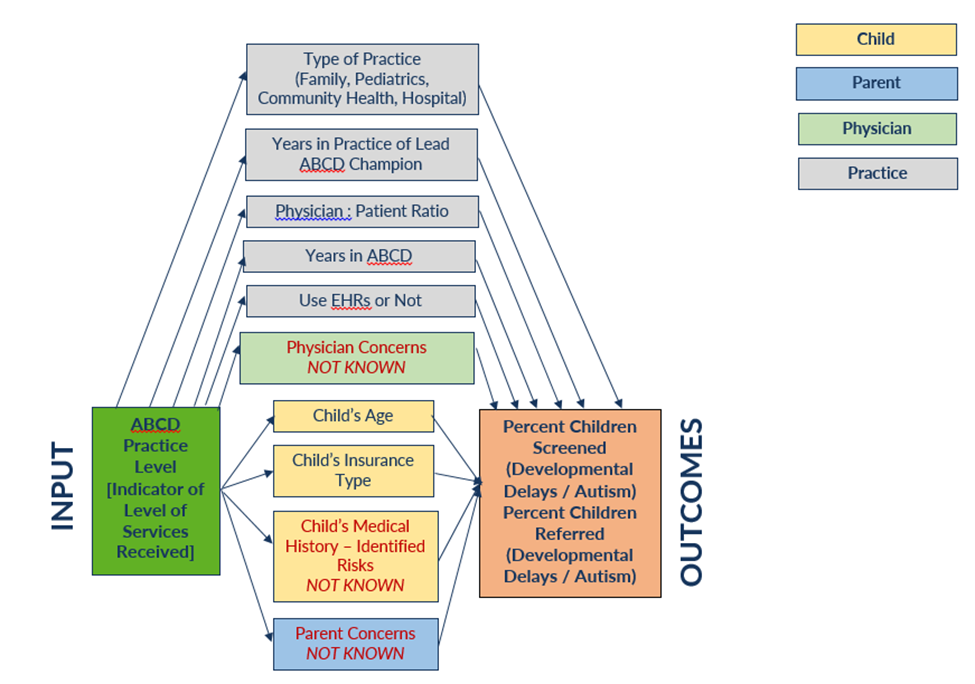 Type of Practice
(Family, Pediatrics,
Community Health, Hospital)
Years in Practice of Lead
ABCD Champion
Physician : Patient Ratio
Years in ABCD
Use EHRs or Not
Physician Concerns
NOT KNOWN
Child's Age
Child's Insurance
Type
Child's Medical
History – Identified
Risks
NOT KNOWN
Parent Concerns
NOT KNOWN
INPUT
ABCD
Practice
Level
[Indicator of
Level of
Services
Received]
Percent Children
Screened
(Developmental
Delays / Autism)
Percent Children
Referred
(Developmental
Delays / Autism)
OUTCOMES
Child
Parent
Physician
Practice